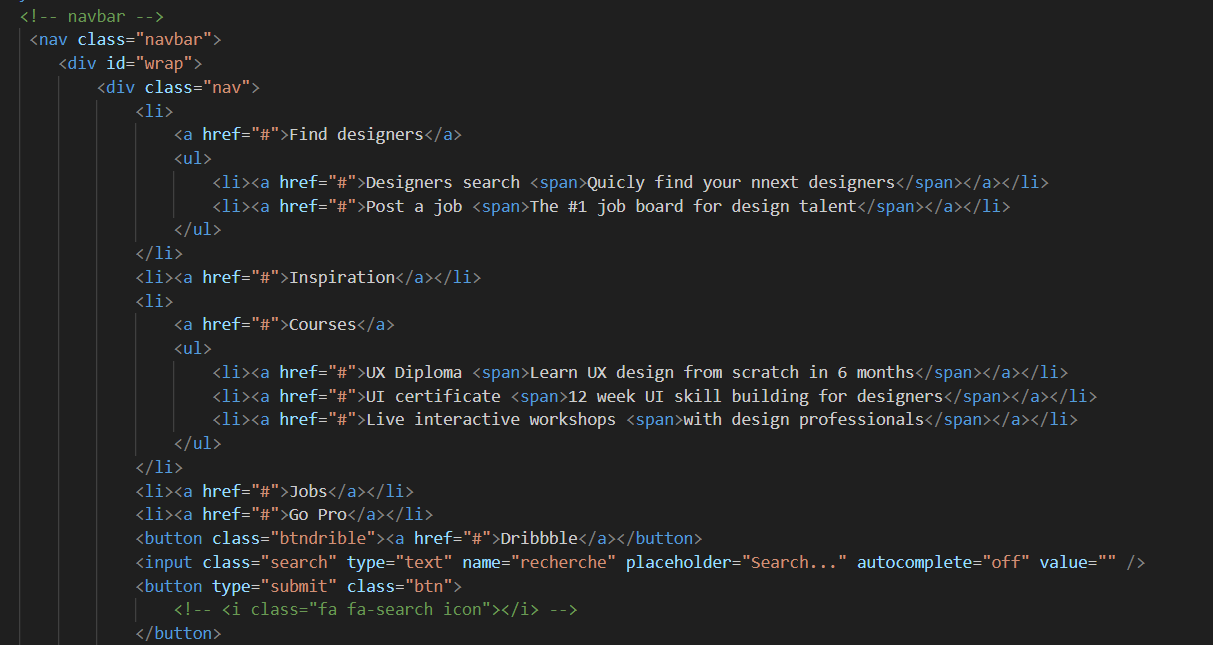 <!-- navbar -->
<nav class="navbar">
<div id="wrap">
<div class="nav">
<li>
<a href="#">Find designers</a>
<ul>
<li><a href="#">Designers search <span>Quicly find your nnext designers</span></a></li>
<li><a href="#">Post a job <span>The #1 job board for design talent</span></a></li>
</ul>
</li>
<li><a href="#">Inspiration</a></li>
<li>
<a href="#">Courses</a>
<ul>
<li><a href="#">UX Diploma <span>Learn UX design from scratch in 6 months</span></a></li>
<li><a href="#">UI certificate <span>12 week UI skill building for designers</span></a></li>
<li><a href="#">Live interactive workshops <span>with design professionals</span></a></li>
</ul>
</li>
<li><a href="#">Jobs</a></li>
<li><a href="#">Go Pro</a></li>
<button class="btndrible"><a href="#">Dribbble</a></button>
<input class="search" type="text" name="recherche" placeholder="Search..." autocomplete="off" value="" />
<button type="submit" class="btn">
<!-- <i class="fa fa-search icon"></i> -->
</button>